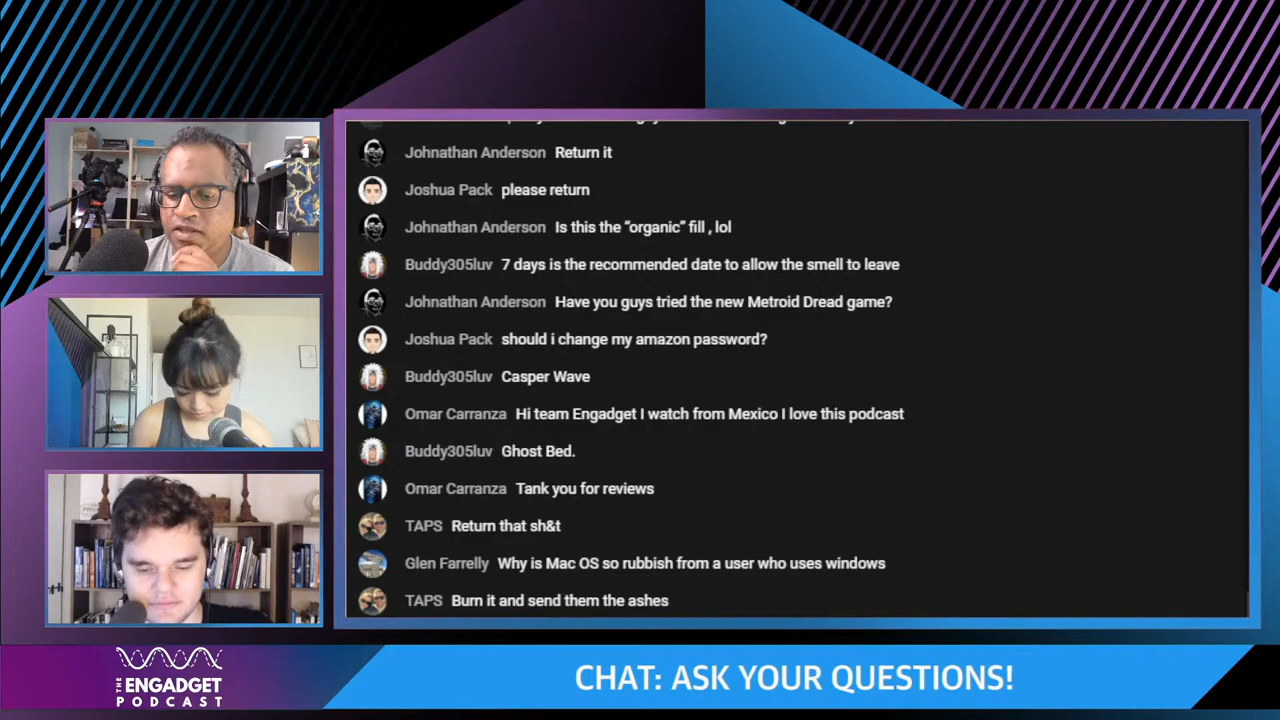 Johnathan Anderson Return it
Joshua Pack please return
Johnathan Anderson Is this the “organic” fill , lol
Buddy305luv 7 days is the recommended date to allow the smell to leave
Johnathan Anderson Have you guys tried the new Metroid Dread game?
Joshua Pack should i change my amazon password?
Buddy305luv Casper Wave
Omar Carranza Hi team Engadget I watch from Mexico I love this podcast
Buddy305luv Ghost Bed.
Omar Carranza Tank you for reviews
TAPS Return that sh&t
Glen Farrelly Why is Mac OS so rubbish from a user who uses windows
TAPS Burn it and send them the ashes
THE ENGADGET PODCAST
CHAT: ASK YOUR QUESTIONS!